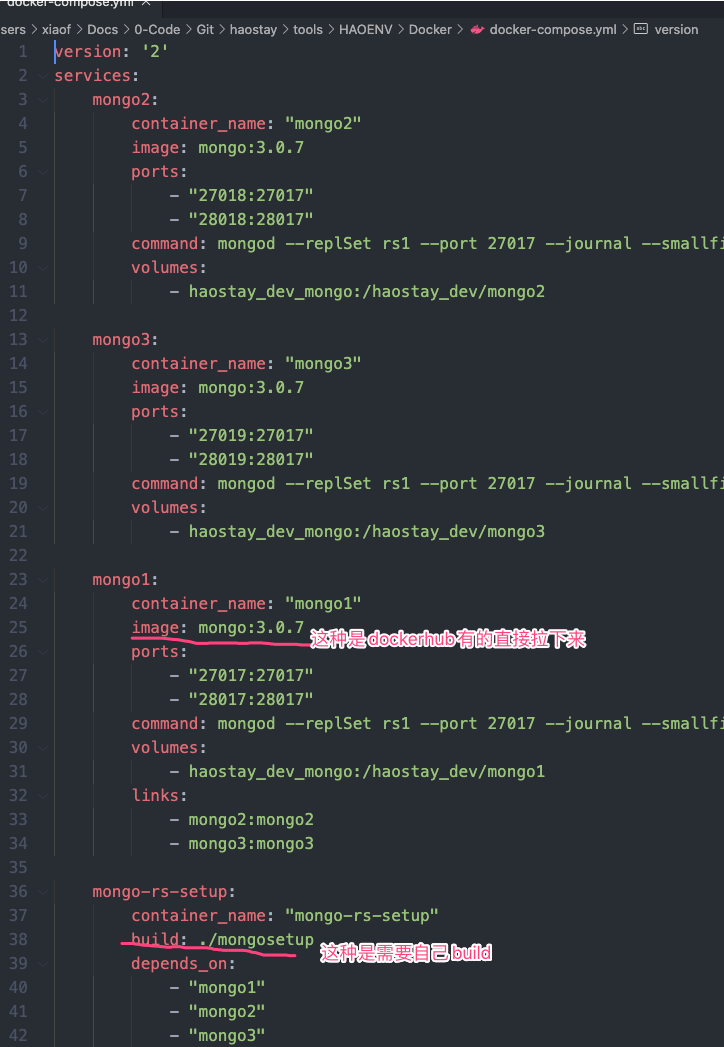 docker-compose.yml ×
sers > xiaof > Docs > 0-Code > Git > haostay > tools > HAOENV > Docker > docker-compose.yml > abc version
1 version: '2'
2 services:
3 mongo2:
4 container_name: "mongo2"
5 image: mongo:3.0.7
6 ports:
7 - "27018:27017"
8 - "28018:28017"
9 command: mongod --replSet rs1 --port 27017 --journal --smallfi
10 volumes:
11 - haostay_dev_mongo:/haostay_dev/mongo2
12
13 mongo3:
14 container_name: "mongo3"
15 image: mongo:3.0.7
16 ports:
17 - "27019:27017"
18 - "28019:28017"
19 command: mongod --replSet rs1 --port 27017 --journal --smallfi
20 volumes:
21 - haostay_dev_mongo:/haostay_dev/mongo3
22
23 mongo1:
24 container_name: "mongo1"
25 image: mongo:3.0.7 这种是 dockerhub 有的直接拉下来
26 ports:
27 - "27017:27017"
28 - "28017:28017"
29 command: mongod --replSet rs1 --port 27017 --journal --smallfi
30 volumes:
31 - haostay_dev_mongo:/haostay_dev/mongo1
32 links:
33 - mongo2:mongo2
34 - mongo3:mongo3
35
36 mongo-rs-setup:
37 container_name: "mongo-rs-setup"
38 build: ./mongosetup 这种是需要自己 build
39 depends_on:
40 - "mongo1"
41 - "mongo2"
42 - "mongo3"